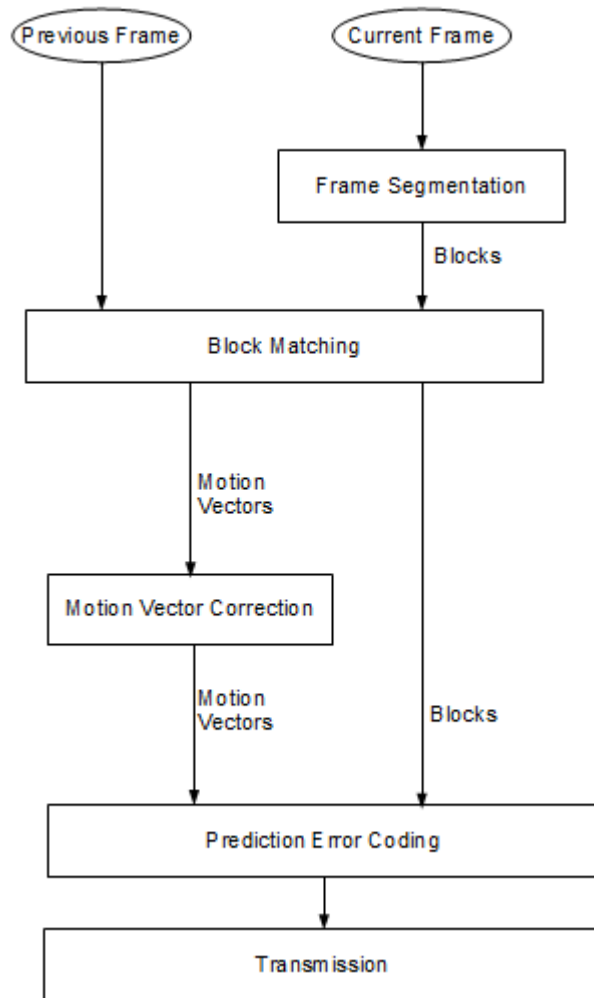 Previous Frame
Current Frame
Frame Segmentation
Blocks
Block Matching
Motion
Vectors
Motion Vector Correction
Motion
Vectors
Blocks
Prediction Error Coding
Transmission